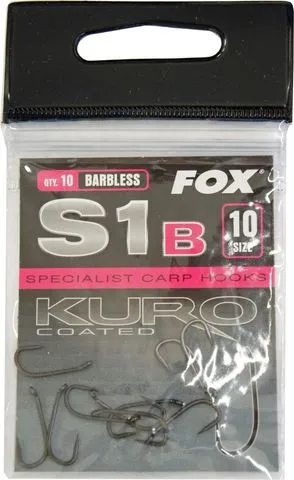 QTY. 10 BARBLESS FOX
S1 B 10 SIZE
SPECIALIST CARP HOOKS
KURO
COATED